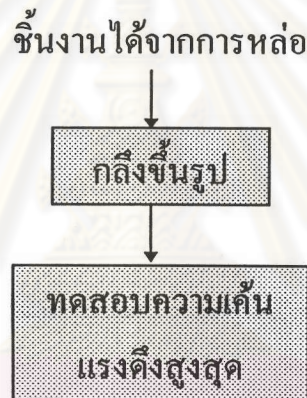 ชิ้นงานได้จากการหล่อ
กลึงขึ้นรูป
ทดสอบความเค้น
แรงดึงสูงสุด